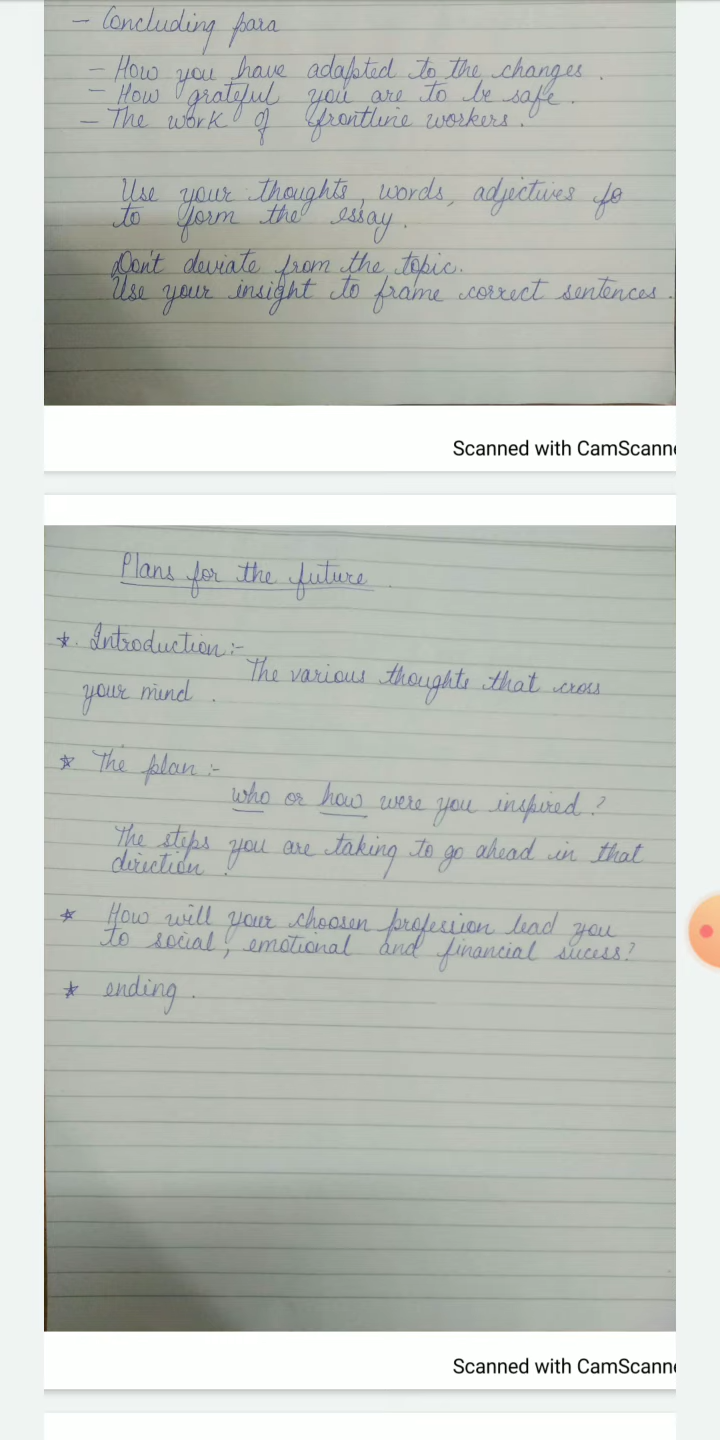 - Concluding para
- How you have adapted to the changes.
- How grateful you are to be safe.
- The work of frontline workers.
Use your thoughts, words, adjectives fo
to form the essay.
Don't deviate from the topic.
Use your insight to frame correct sentences.
Scanned with CamScanne
Plans for the future.
*. Introduction:-
The various thoughts that cross
your mind.
* The plan:-
who or how were you inspired?
The steps you are taking to go ahead in that
direction.
* How will your choosen profession lead you
to social, emotional and financial sucess?
* ending.
Scanned with CamScanne